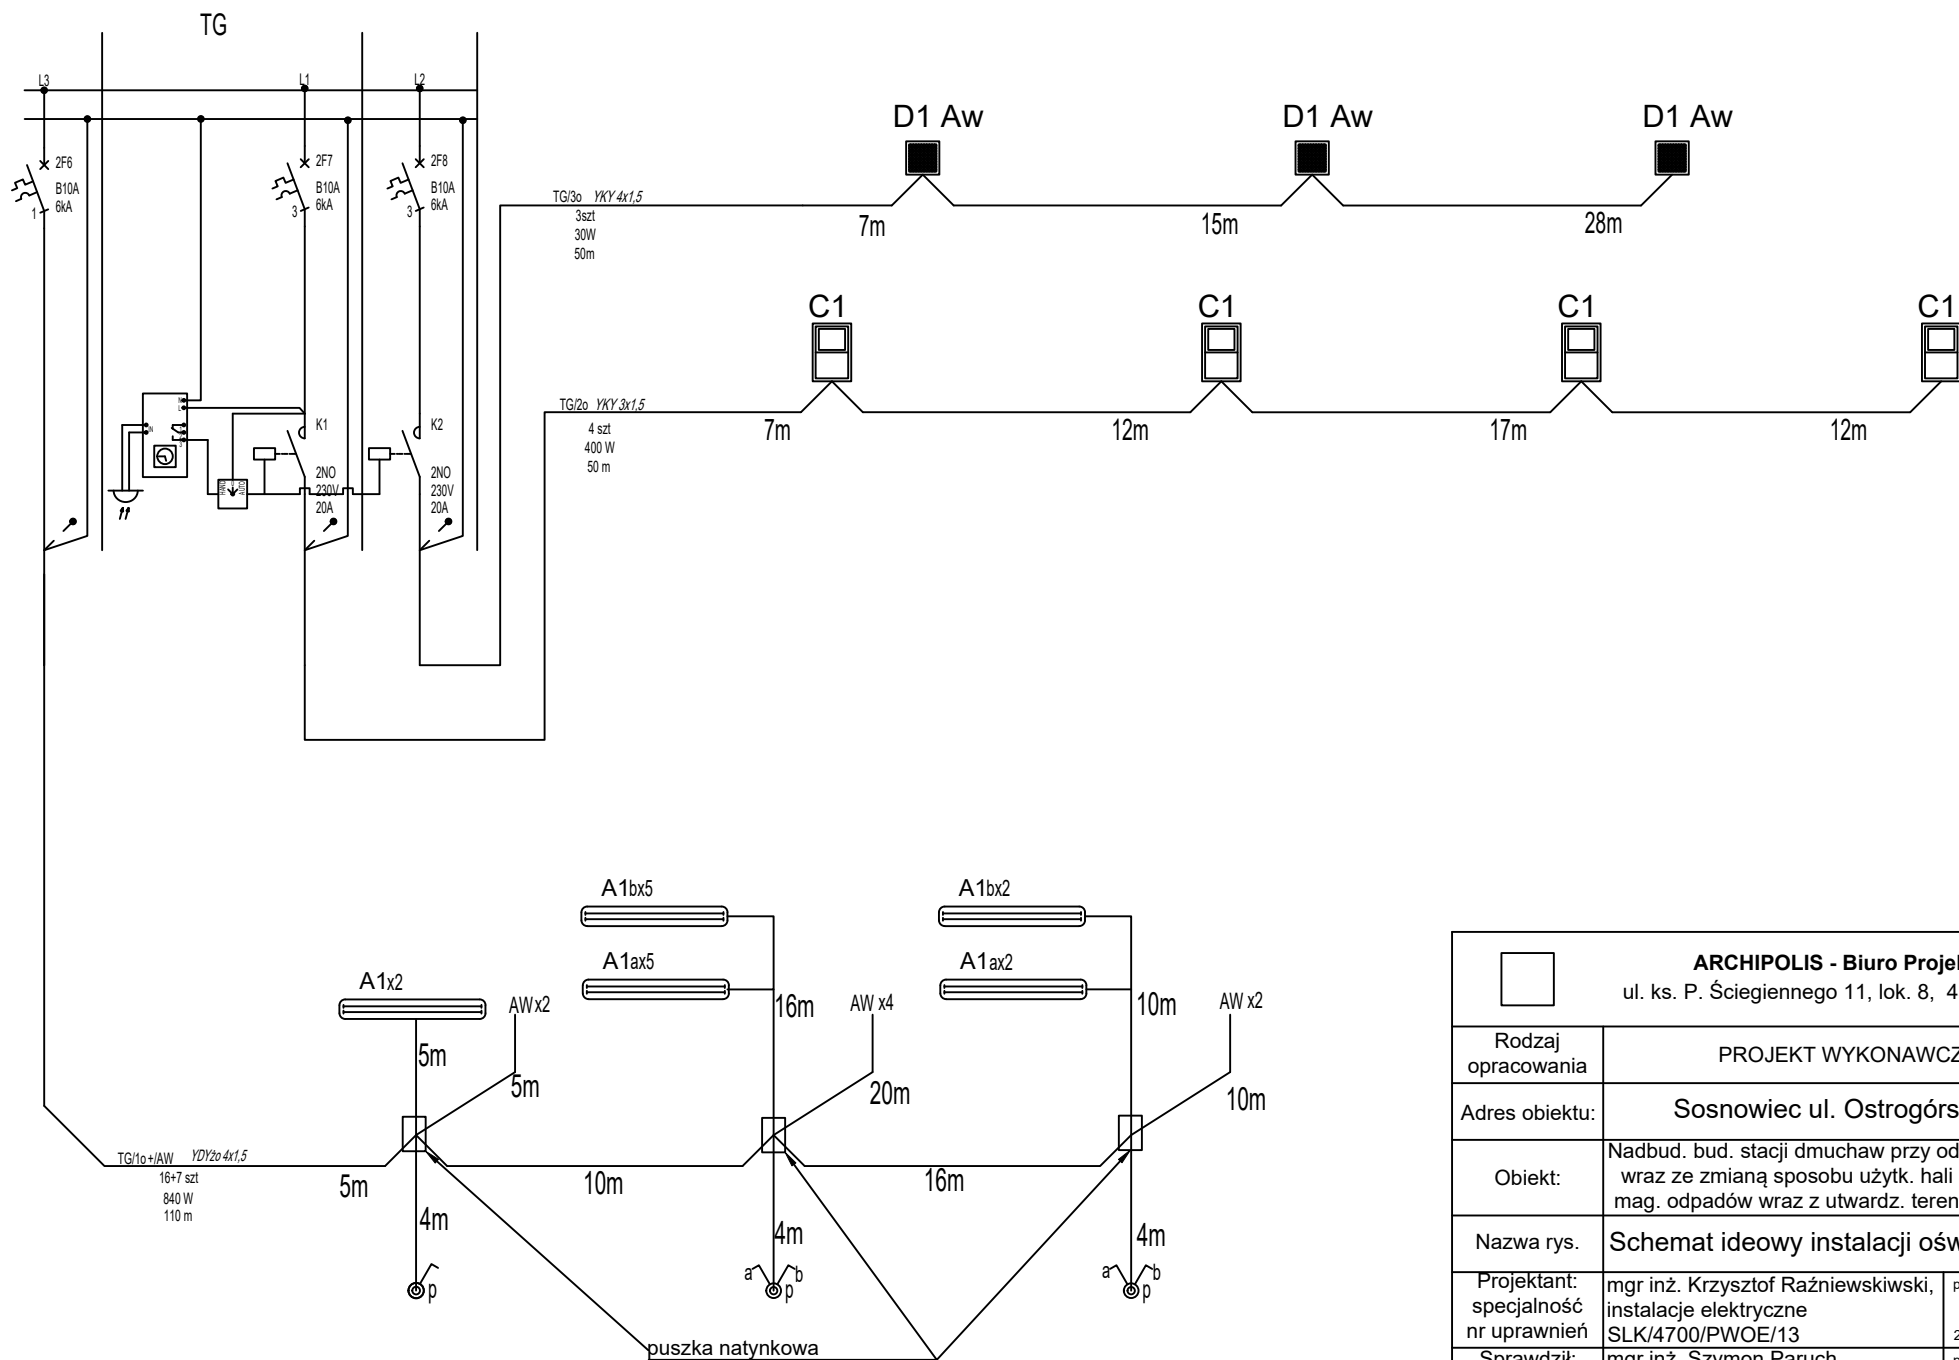 TG
L3
L1
L2
2F6
B10A
6kA
1
2F7
B10A
6kA
3
2F8
B10A
6kA
3
K1
2NO
230V
20A
K2
2NO
230V
20A
HAND
AUTO
N
L
IN
TG/3o YKY 4x1,5
3szt
30W
50m
D1 Aw
D1 Aw
D1 Aw
7m
15m
28m
TG/2o YKY 3x1,5
4 szt
400 W
50 m
C1
C1
C1
C1
7m
12m
17m
12m
A1bx5
A1bx2
A1ax5
A1ax2
A1x2
AWx2
AW x4
AW x2
16m
10m
5m
5m
20m
10m
TG/1o+/AW YDYżo 4x1,5
16+7 szt
840 W
110 m
5m
10m
16m
4m
4m
4m
p
a
b
p
a
b
p
puszka natynkowa
ARCHIPOLIS - Biuro Projek
ul. ks. P. Ściegiennego 11, lok. 8, 4
Rodzaj
opracowania
PROJEKT WYKONAWCZ
Adres obiektu:
Sosnowiec ul. Ostrogórs
Obiekt:
Nadbud. bud. stacji dmuchaw przy od
wraz ze zmianą sposobu użytk. hali
mag. odpadów wraz z utwardz. teren
Nazwa rys.
Schemat ideowy instalacji ośw
Projektant:
specjalność
nr uprawnień
mgr inż. Krzysztof Raźniewskiwski,
instalacje elektryczne
SLK/4700/PWOE/13
p
2
Sprawdził:
mgr inż. Szymon Paruch